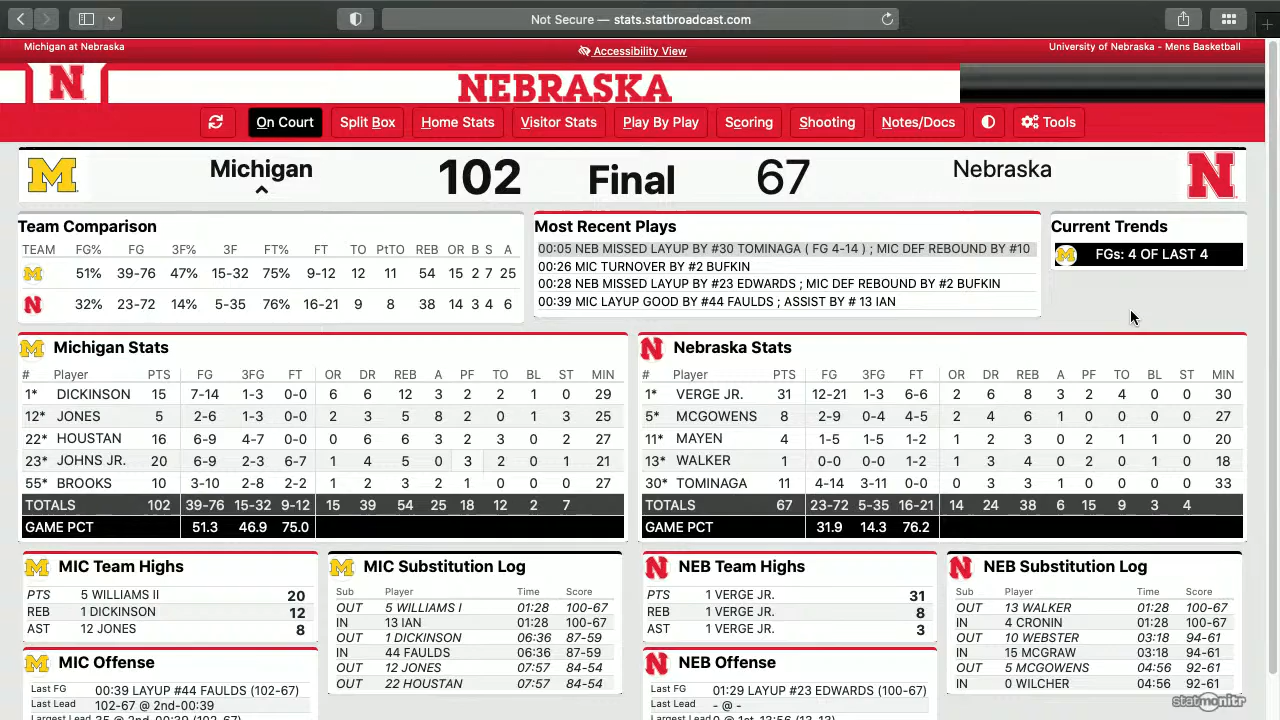 Not Secure — stats.statbroadcast.com
Michigan at Nebraska
Accessibility View
University of Nebraska - Mens Basketball
N
NEBRASKA
On Court Split Box Home Stats Visitor Stats Play By Play Scoring Shooting Notes/Docs Tools
M Michigan 102 Final 67 Nebraska N
Team Comparison
TEAM FG% FG 3F% 3F FT% FT TO PtTO REB OR B S A
M 51% 39-76 47% 15-32 75% 9-12 12 11 54 15 2 7 25
N 32% 23-72 14% 5-35 76% 16-21 9 8 38 14 3 4 6
Most Recent Plays
00:05 NEB MISSED LAYUP BY #30 TOMINAGA ( FG 4-14 ) ; MIC DEF REBOUND BY #10
00:26 MIC TURNOVER BY #2 BUFKIN
00:28 NEB MISSED LAYUP BY #23 EDWARDS ; MIC DEF REBOUND BY #2 BUFKIN
00:39 MIC LAYUP GOOD BY #44 FAULDS ; ASSIST BY # 13 IAN
Current Trends
M FGs: 4 OF LAST 4
M Michigan Stats
# Player PTS FG 3FG FT OR DR REB A PF TO BL ST MIN
1* DICKINSON 15 7-14 1-3 0-0 6 6 12 3 2 2 1 0 29
12* JONES 5 2-6 1-3 0-0 2 3 5 8 2 0 1 3 25
22* HOUSTAN 16 6-9 4-7 0-0 0 6 6 3 2 3 0 2 27
23* JOHNS JR. 20 6-9 2-3 6-7 1 4 5 0 3 2 0 1 21
55* BROOKS 10 3-10 2-8 2-2 1 2 3 2 1 0 0 0 27
TOTALS 102 39-76 15-32 9-12 15 39 54 25 18 12 2 7
GAME PCT 51.3 46.9 75.0
N Nebraska Stats
# Player PTS FG 3FG FT OR DR REB A PF TO BL ST MIN
1* VERGE JR. 31 12-21 1-3 6-6 2 6 8 3 2 4 0 0 30
5* MCGOWENS 8 2-9 0-4 4-5 2 4 6 1 0 0 0 0 27
11* MAYEN 4 1-5 1-5 1-2 1 2 3 0 2 1 1 0 20
13* WALKER 1 0-0 0-0 1-2 1 3 4 1 2 0 1 0 18
30* TOMINAGA 11 4-14 3-11 0-0 0 3 3 1 0 0 0 1 33
TOTALS 67 23-72 5-35 16-21 14 24 38 6 15 9 3 4
GAME PCT 31.9 14.3 76.2
M MIC Team Highs
PTS 5 WILLIAMS II 20
REB 1 DICKINSON 12
AST 12 JONES 8
M MIC Substitution Log
Sub Player Time Score
OUT 5 WILLIAMS I 01:28 100-67
IN 13 IAN 01:28 100-67
OUT 1 DICKINSON 06:36 87-59
IN 44 FAULDS 06:36 87-59
OUT 12 JONES 07:57 84-54
IN 22 HOUSTAN 07:57 84-54
N NEB Team Highs
PTS 1 VERGE JR. 31
REB 1 VERGE JR. 8
AST 1 VERGE JR. 3
N NEB Substitution Log
Sub Player Time Score
OUT 13 WALKER 01:28 100-67
IN 4 CRONIN 01:28 100-67
OUT 10 WEBSTER 03:18 94-61
IN 15 MCGRAW 03:18 94-61
OUT 5 MCGOWENS 04:56 92-61
IN 0 WILCHER 04:56 92-61
M MIC Offense
Last FG 00:39 LAYUP #44 FAULDS (102-67)
Last Lead 102-67 @ 2nd-00:39
Largest Lead 35 @ 2nd-00:39 (102-67)
N NEB Offense
Last FG 01:29 LAYUP #23 EDWARDS (100-67)
Last Lead - @ -
Largest Lead 0 @ 1st-
statmonitr